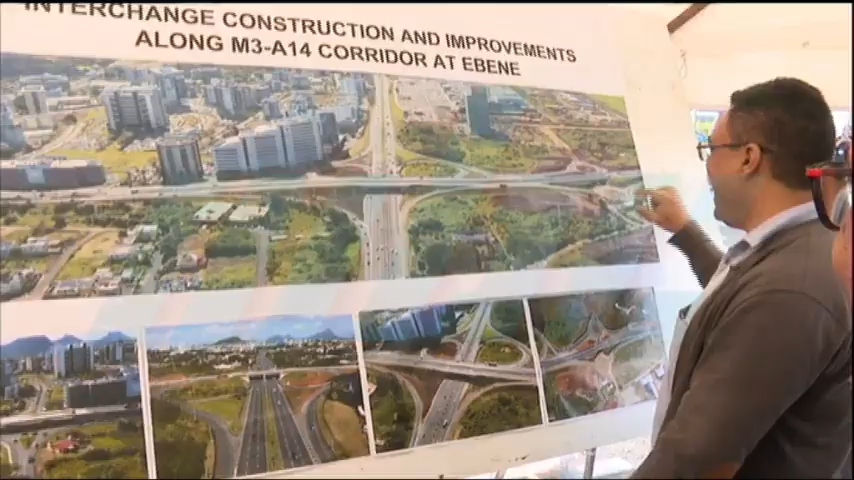 INTERCHANGE CONSTRUCTION AND IMPROVEMENTS
ALONG M3-A14 CORRIDOR AT EBENE